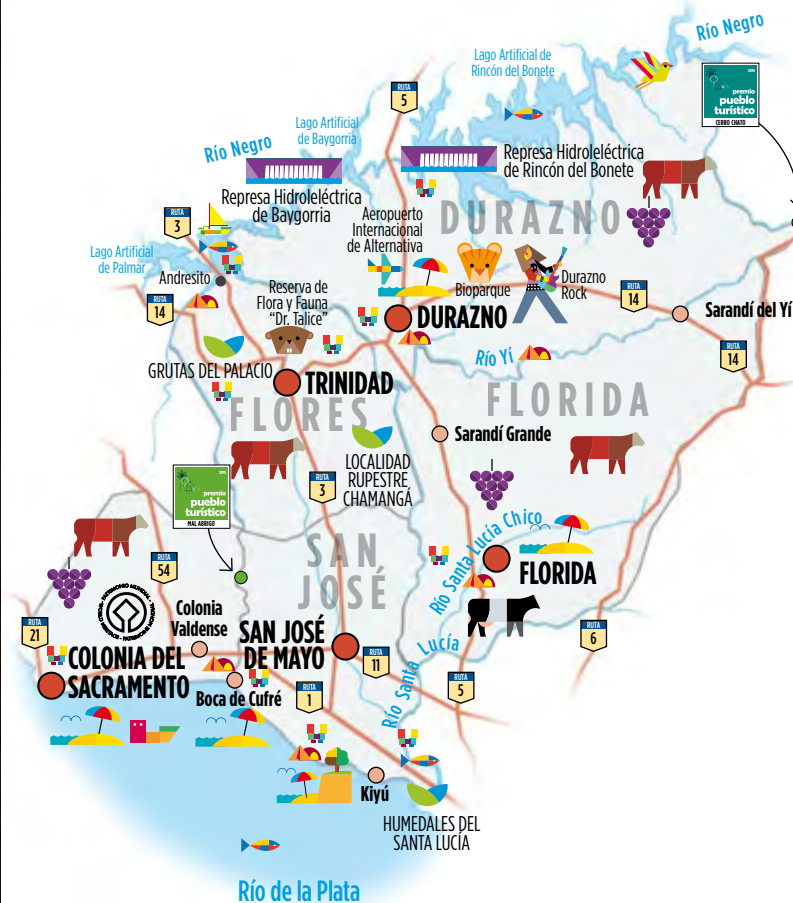 Río Negro
Lago Artificial de
Rincón del Bonete
premio
pueblo
turístico
CERRO CHATO
RUTA
5
Lago Artificial
de Baygorria
Río Negro
Represa Hidroleléctrica
de Rincón del Bonete
Represa Hidroleléctrica
de Baygorria
DURAZNO
RUTA
3
Aeropuerto
Internacional
de Alternativa
Lago Artificial
de Palmar
Andresito
Reserva de
Flora y Fauna
“Dr. Talice”
Bioparque
Durazno
Rock
RUTA
14
RUTA
14
Sarandí del Yí
DURAZNO
RUTA
14
Río Yí
GRUTAS DEL PALACIO
TRINIDAD
FLORES
FLORIDA
Sarandí Grande
LOCALIDAD
RUPESTRE
CHAMANGÁ
premio
pueblo
turístico
MAL ABRIGO
RUTA
3
Río Santa Lucía Chico
SAN
JOSÉ
RUTA
54
FLORIDA
PATRIMONIO MUNDIAL
Colonia
Valdense
RUTA
21
SAN JOSÉ
DE MAYO
RUTA
6
COLONIA DEL
SACRAMENTO
RUTA
11
Río Santa Lucía
RUTA
5
Boca de Cufré
RUTA
1
Kiyú
HUMEDALES DEL
SANTA LUCÍA
Río de la Plata